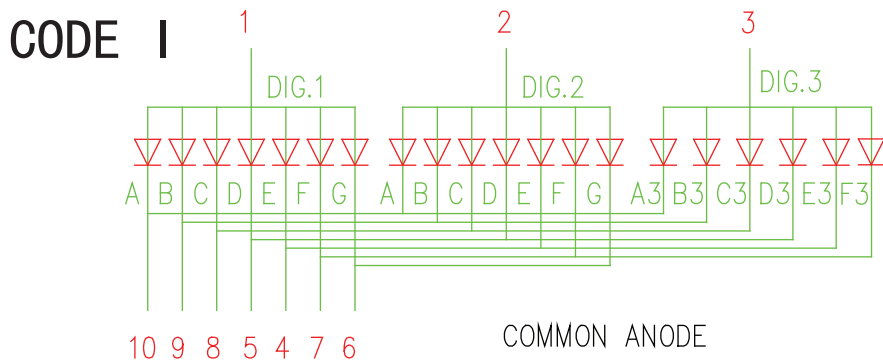 CODE I
1 2 3
DIG.1 DIG.2 DIG.3
A B C D E F G A B C D E F G A3 B3 C3 D3 E3 F3
10 9 8 5 4 7 6
COMMON ANODE